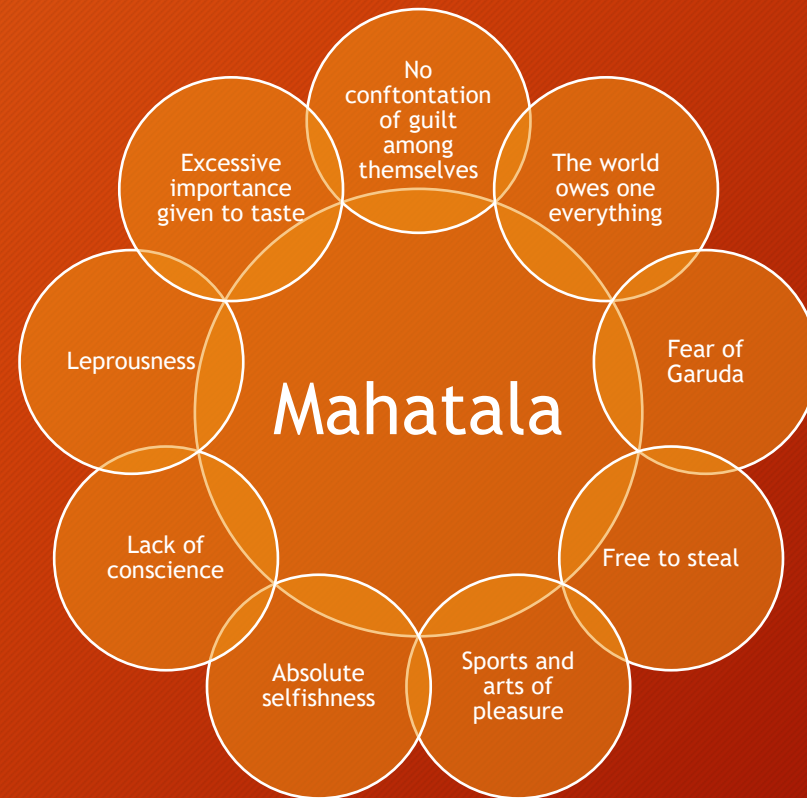 No
conftontation
of guilt
among
themselves
The world
owes one
everything
Fear of
Garuda
Free to steal
Sports and
arts of
pleasure
Absolute
selfishness
Lack of
conscience
Leprousness
Excessive
importance
given to taste
Mahatala